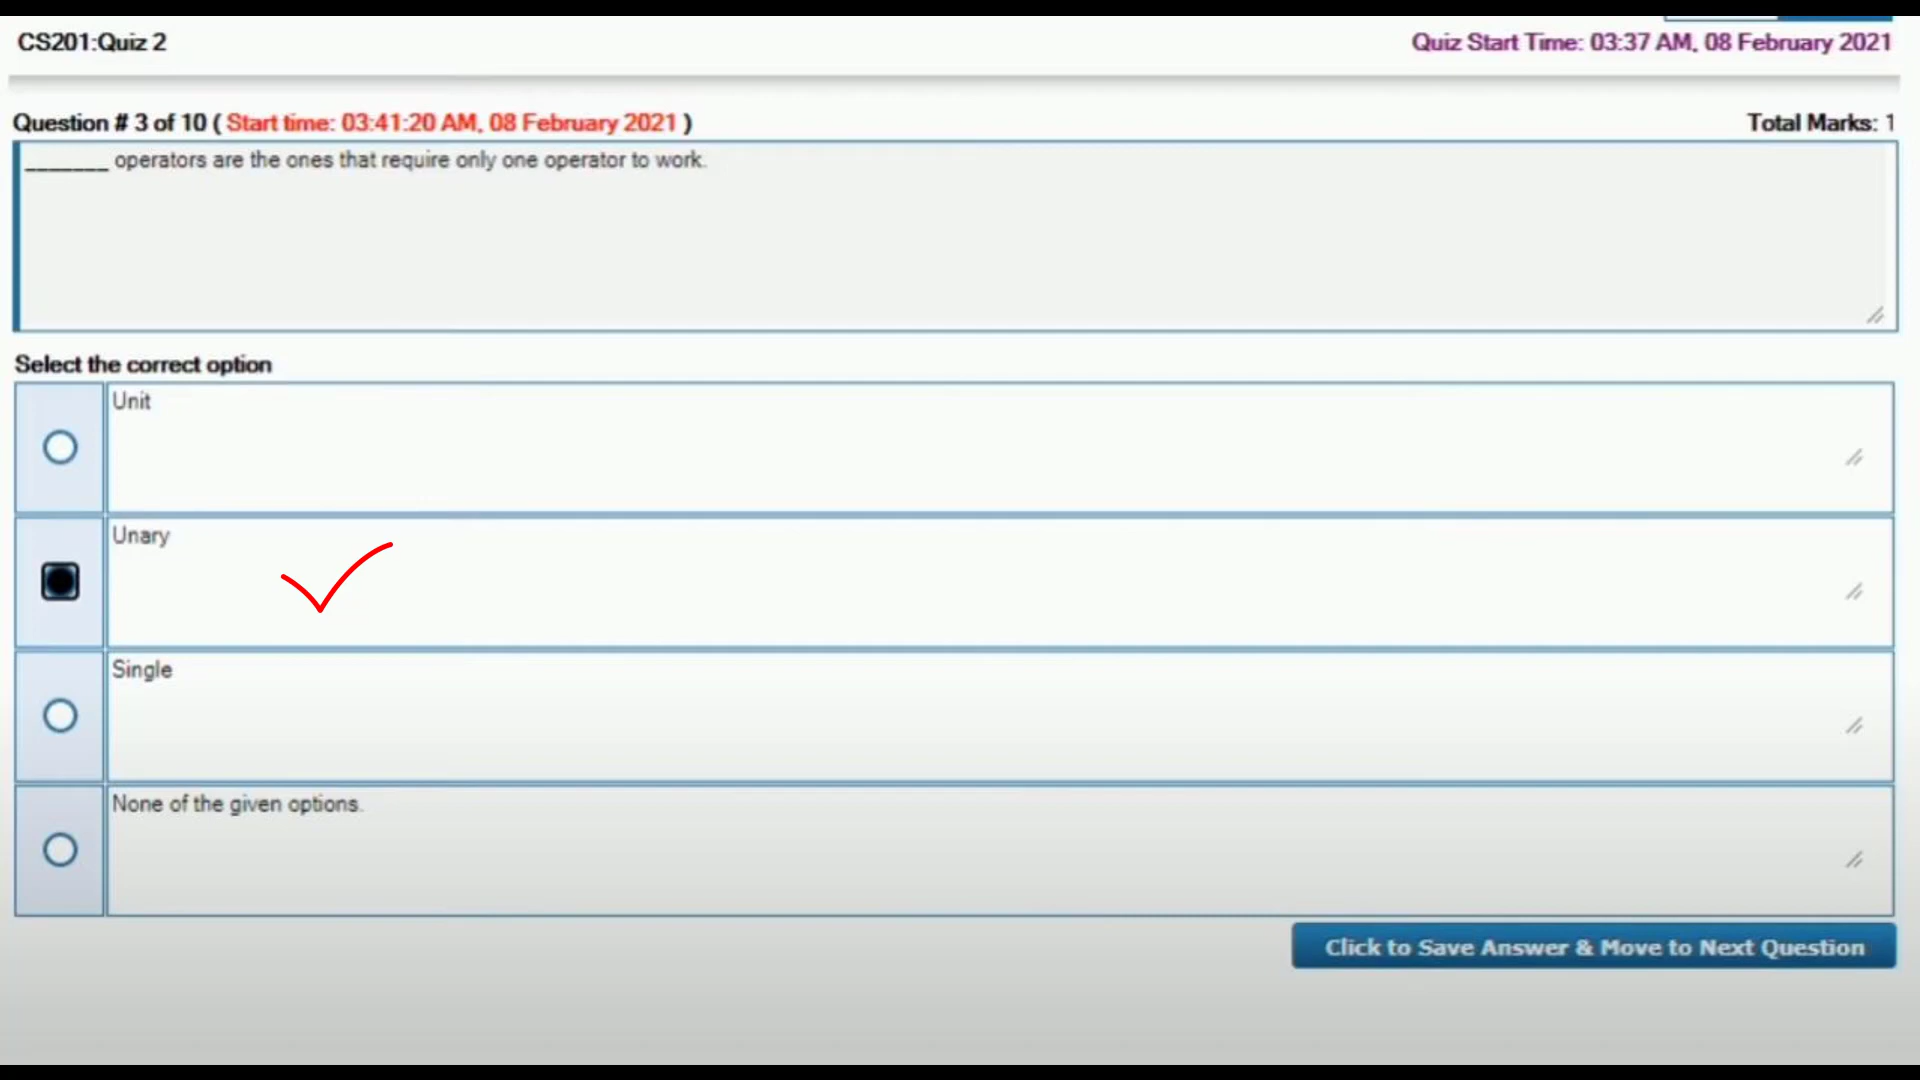 CS201:Quiz 2
Quiz Start Time: 03:37 AM, 08 February 2021
Question # 3 of 10 ( Start time: 03:41:20 AM, 08 February 2021 )
Total Marks: 1
_______ operators are the ones that require only one operator to work.
Select the correct option
Unit
Unary
Single
None of the given options.
Click to Save Answer & Move to Next Question